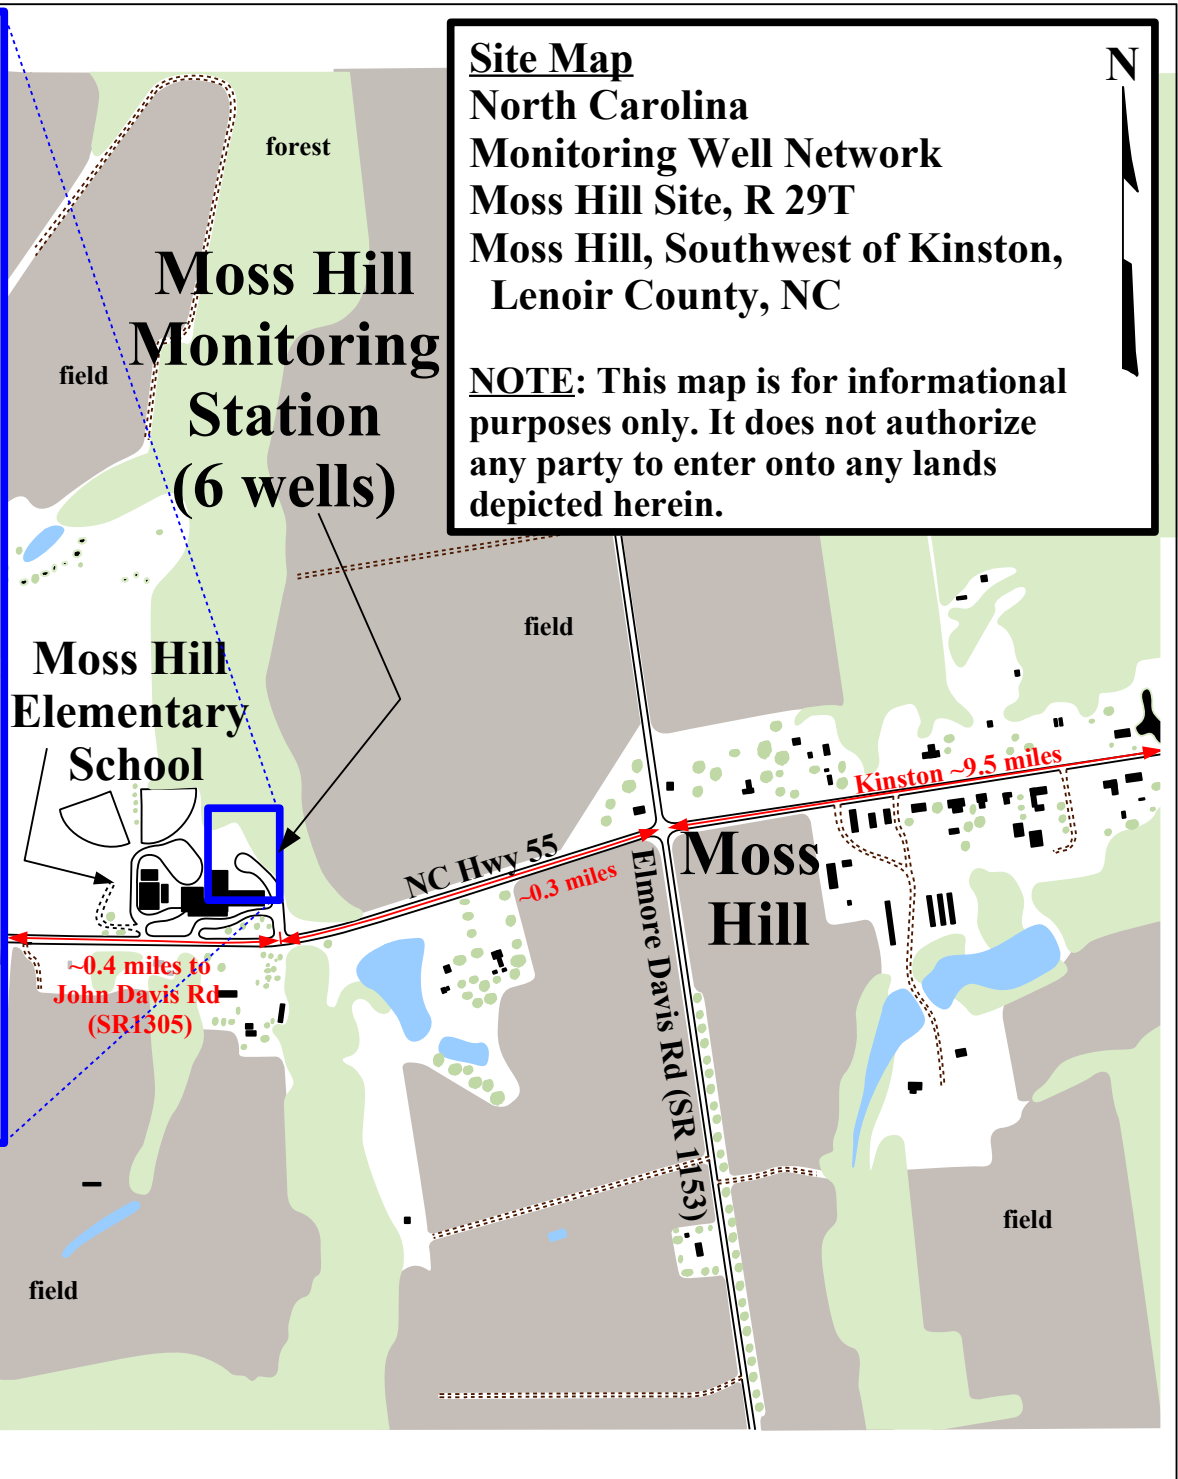 Site Map
North Carolina
Monitoring Well Network
Moss Hill Site, R 29T
Moss Hill, Southwest of Kinston,
Lenoir County, NC
NOTE: This map is for informational
purposes only. It does not authorize
any party to enter onto any lands
depicted herein.
N
forest
Moss Hill
Monitoring
Station
(6 wells)
field
field
Moss Hill
Elementary
School
Kinston ~9.5 miles
NC Hwy 55
~0.3 miles
Moss
Hill
Elmore Davis Rd (SR 1153)
~0.4 miles to
John Davis Rd
(SR1305)
field
field